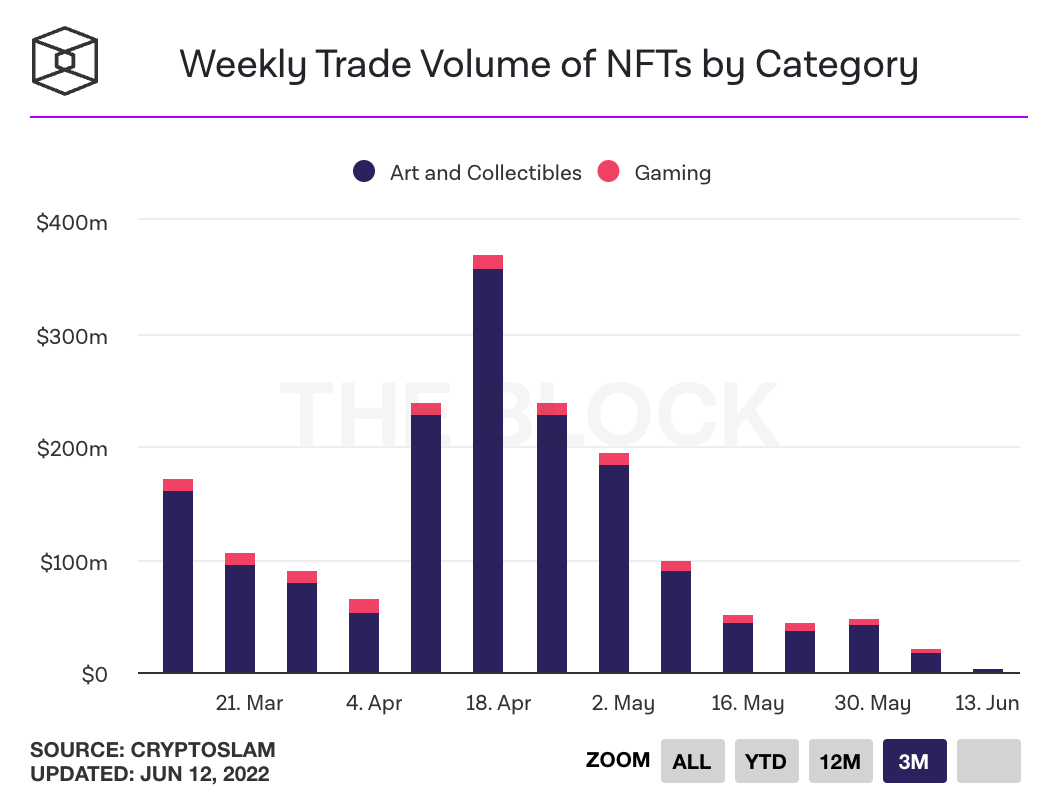 Weekly Trade Volume of NFTs by Category
Art and Collectibles Gaming
$400m
$300m
THE BLOCK
$200m
$100m
$0
21. Mar 4. Apr 18. Apr 2. May 16. May 30. May 13. Jun
SOURCE: CRYPTOSLAM
UPDATED: JUN 12, 2022
ZOOM ALL YTD 12M 3M